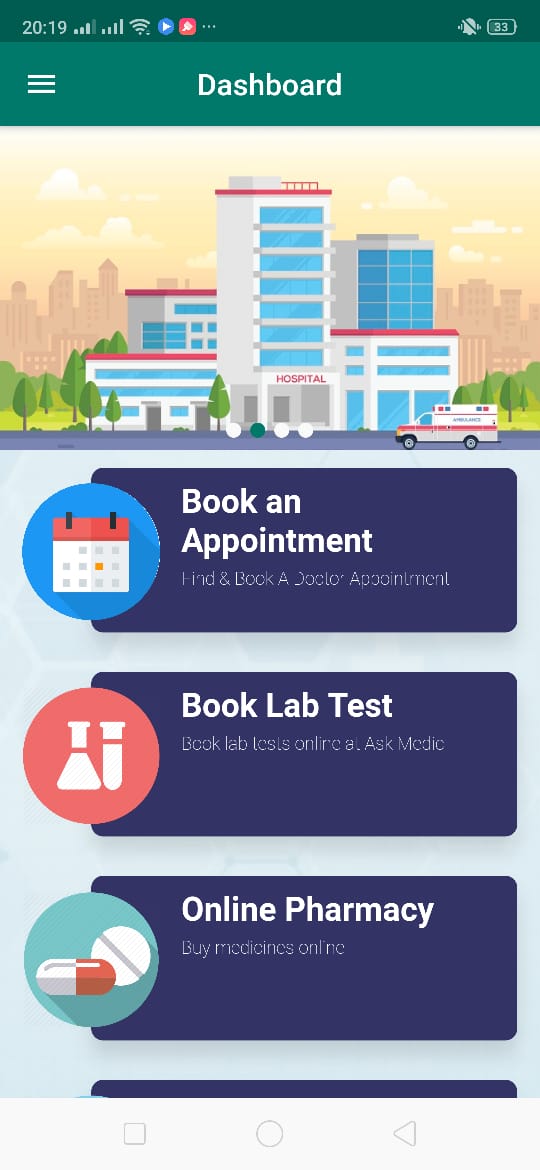 20:19
33
Dashboard
HOSPITAL
AMBULANCE
Book an
Appointment
Find & Book A Doctor Appointment
Book Lab Test
Book lab tests online at Ask Medic
Online Pharmacy
Buy medicines online